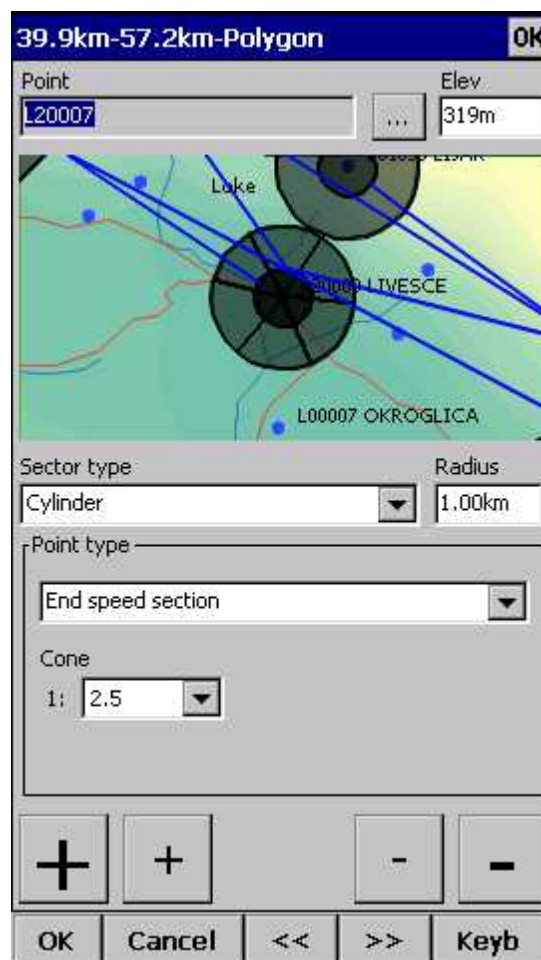 39.9km-57.2km-Polygon OK
Point Elev
L20007 ... 319m
Luke
LIVESCE
L00007 OKROGLICA
Sector type Radius
Cylinder 1.00km
Point type
End speed section
Cone
1: 2.5
+ + - -
OK Cancel << >> Keyb